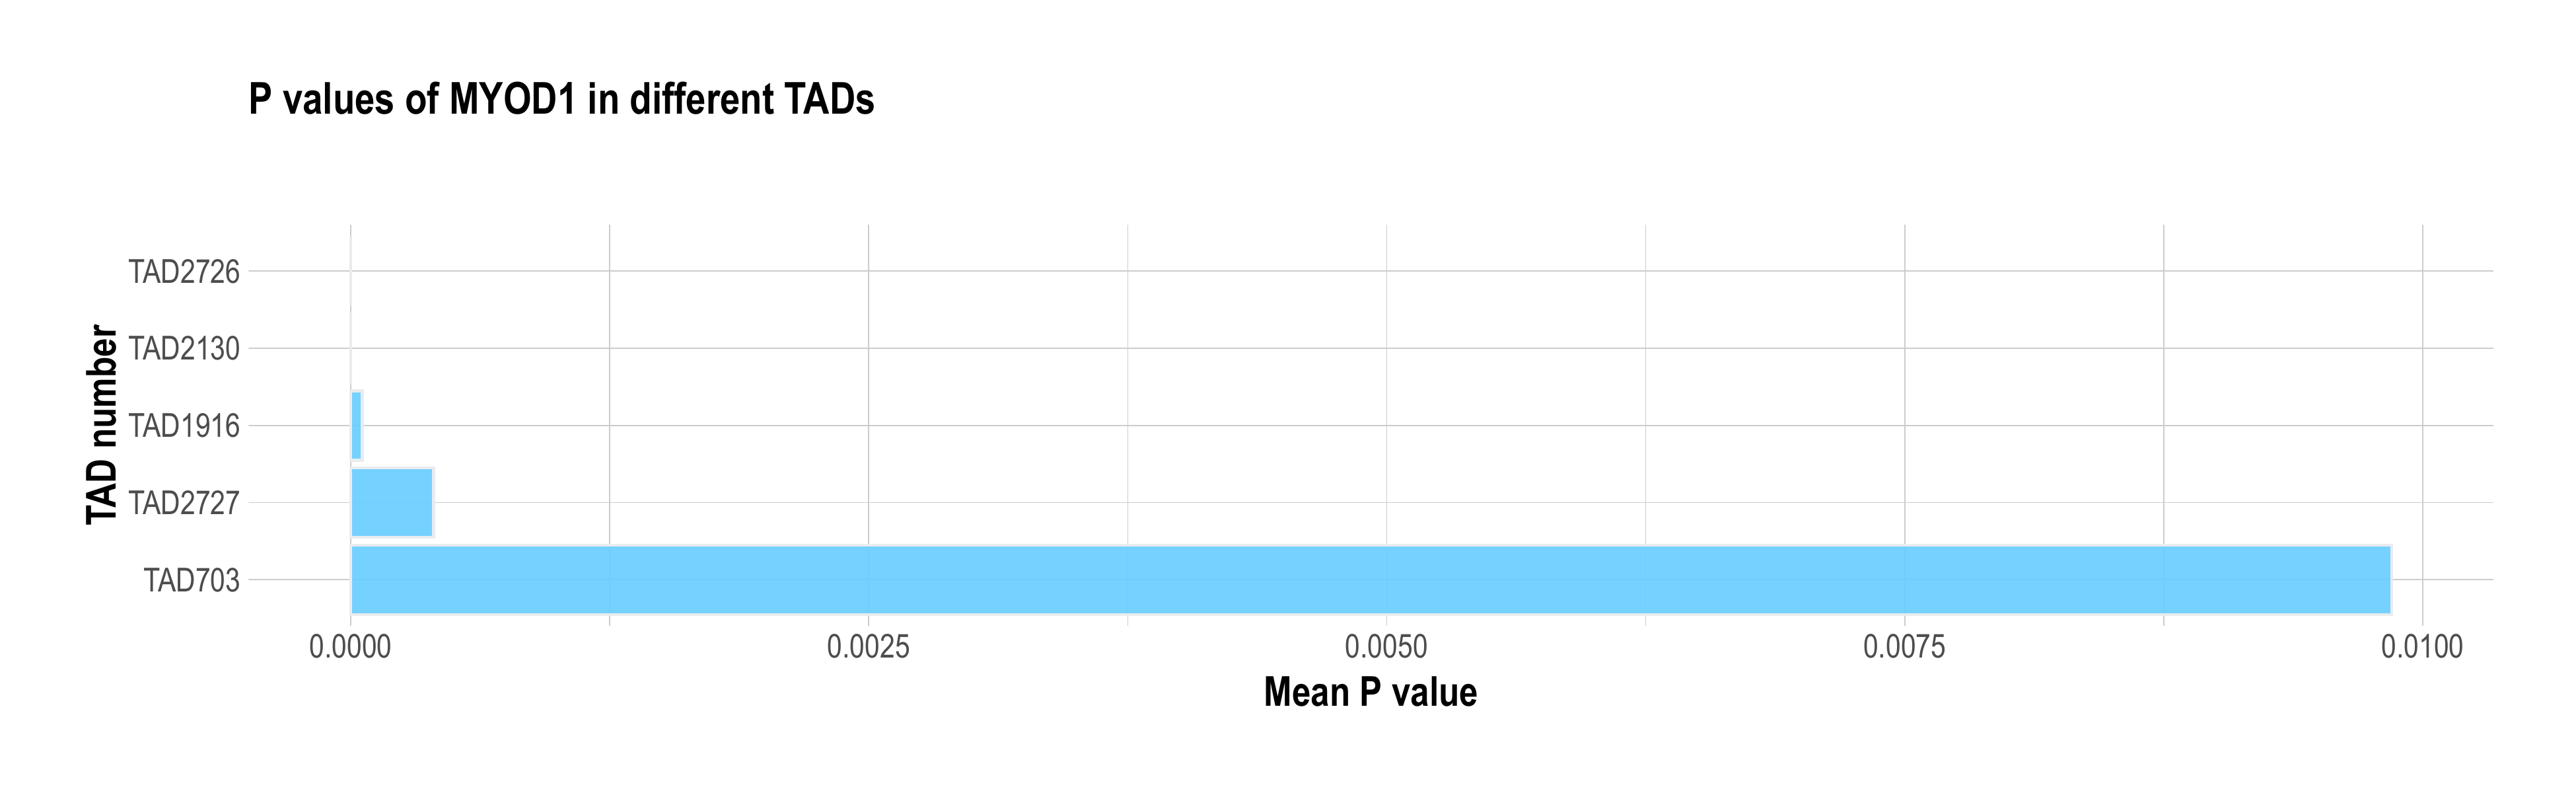 P values of MYOD1 in different TADs
TAD number
TAD2726
TAD2130
TAD1916
TAD2727
TAD703
0.0000 0.0025 0.0050 0.0075 0.0100
Mean P value